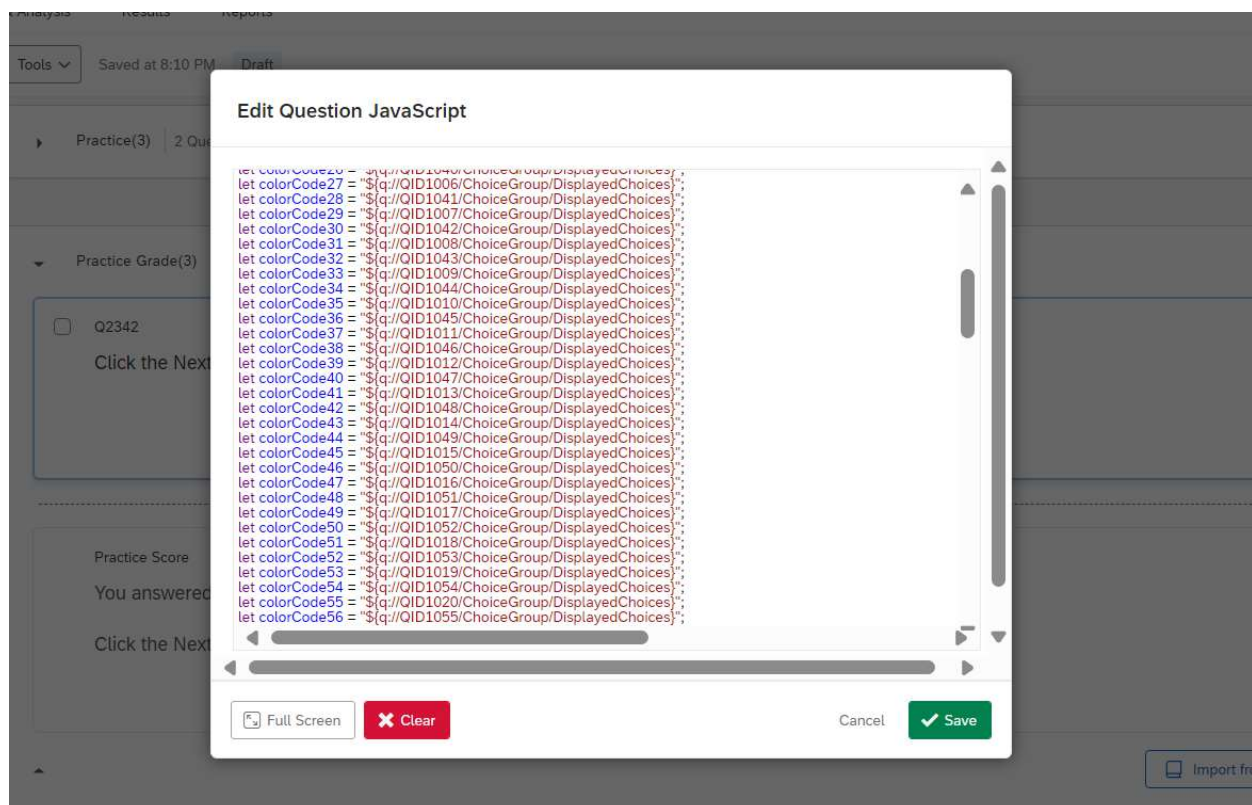 Analysis Results Reports
Tools Saved at 8:10 PM Draft
Edit Question JavaScript
Practice(3) 2 Que
let colorCode26 = "${q://QID1040/ChoiceGroup/DisplayedChoices}";
let colorCode27 = "${q://QID1006/ChoiceGroup/DisplayedChoices}";
let colorCode28 = "${q://QID1041/ChoiceGroup/DisplayedChoices}";
let colorCode29 = "${q://QID1007/ChoiceGroup/DisplayedChoices}";
let colorCode30 = "${q://QID1042/ChoiceGroup/DisplayedChoices}";
let colorCode31 = "${q://QID1008/ChoiceGroup/DisplayedChoices}";
let colorCode32 = "${q://QID1043/ChoiceGroup/DisplayedChoices}";
let colorCode33 = "${q://QID1009/ChoiceGroup/DisplayedChoices}";
let colorCode34 = "${q://QID1044/ChoiceGroup/DisplayedChoices}";
let colorCode35 = "${q://QID1010/ChoiceGroup/DisplayedChoices}";
let colorCode36 = "${q://QID1045/ChoiceGroup/DisplayedChoices}";
let colorCode37 = "${q://QID1011/ChoiceGroup/DisplayedChoices}";
let colorCode38 = "${q://QID1046/ChoiceGroup/DisplayedChoices}";
let colorCode39 = "${q://QID1012/ChoiceGroup/DisplayedChoices}";
let colorCode40 = "${q://QID1047/ChoiceGroup/DisplayedChoices}";
let colorCode41 = "${q://QID1013/ChoiceGroup/DisplayedChoices}";
let colorCode42 = "${q://QID1048/ChoiceGroup/DisplayedChoices}";
let colorCode43 = "${q://QID1014/ChoiceGroup/DisplayedChoices}";
let colorCode44 = "${q://QID1049/ChoiceGroup/DisplayedChoices}";
let colorCode45 = "${q://QID1015/ChoiceGroup/DisplayedChoices}";
let colorCode46 = "${q://QID1050/ChoiceGroup/DisplayedChoices}";
let colorCode47 = "${q://QID1016/ChoiceGroup/DisplayedChoices}";
let colorCode48 = "${q://QID1051/ChoiceGroup/DisplayedChoices}";
let colorCode49 = "${q://QID1017/ChoiceGroup/DisplayedChoices}";
let colorCode50 = "${q://QID1052/ChoiceGroup/DisplayedChoices}";
let colorCode51 = "${q://QID1018/ChoiceGroup/DisplayedChoices}";
let colorCode52 = "${q://QID1053/ChoiceGroup/DisplayedChoices}";
let colorCode53 = "${q://QID1019/ChoiceGroup/DisplayedChoices}";
let colorCode54 = "${q://QID1054/ChoiceGroup/DisplayedChoices}";
let colorCode55 = "${q://QID1020/ChoiceGroup/DisplayedChoices}";
let colorCode56 = "${q://QID1055/ChoiceGroup/DisplayedChoices}";
Practice Grade(3)
Q2342
Click the Next
Practice Score
You answered
Click the Next
Full Screen Clear Cancel Save
Import fr